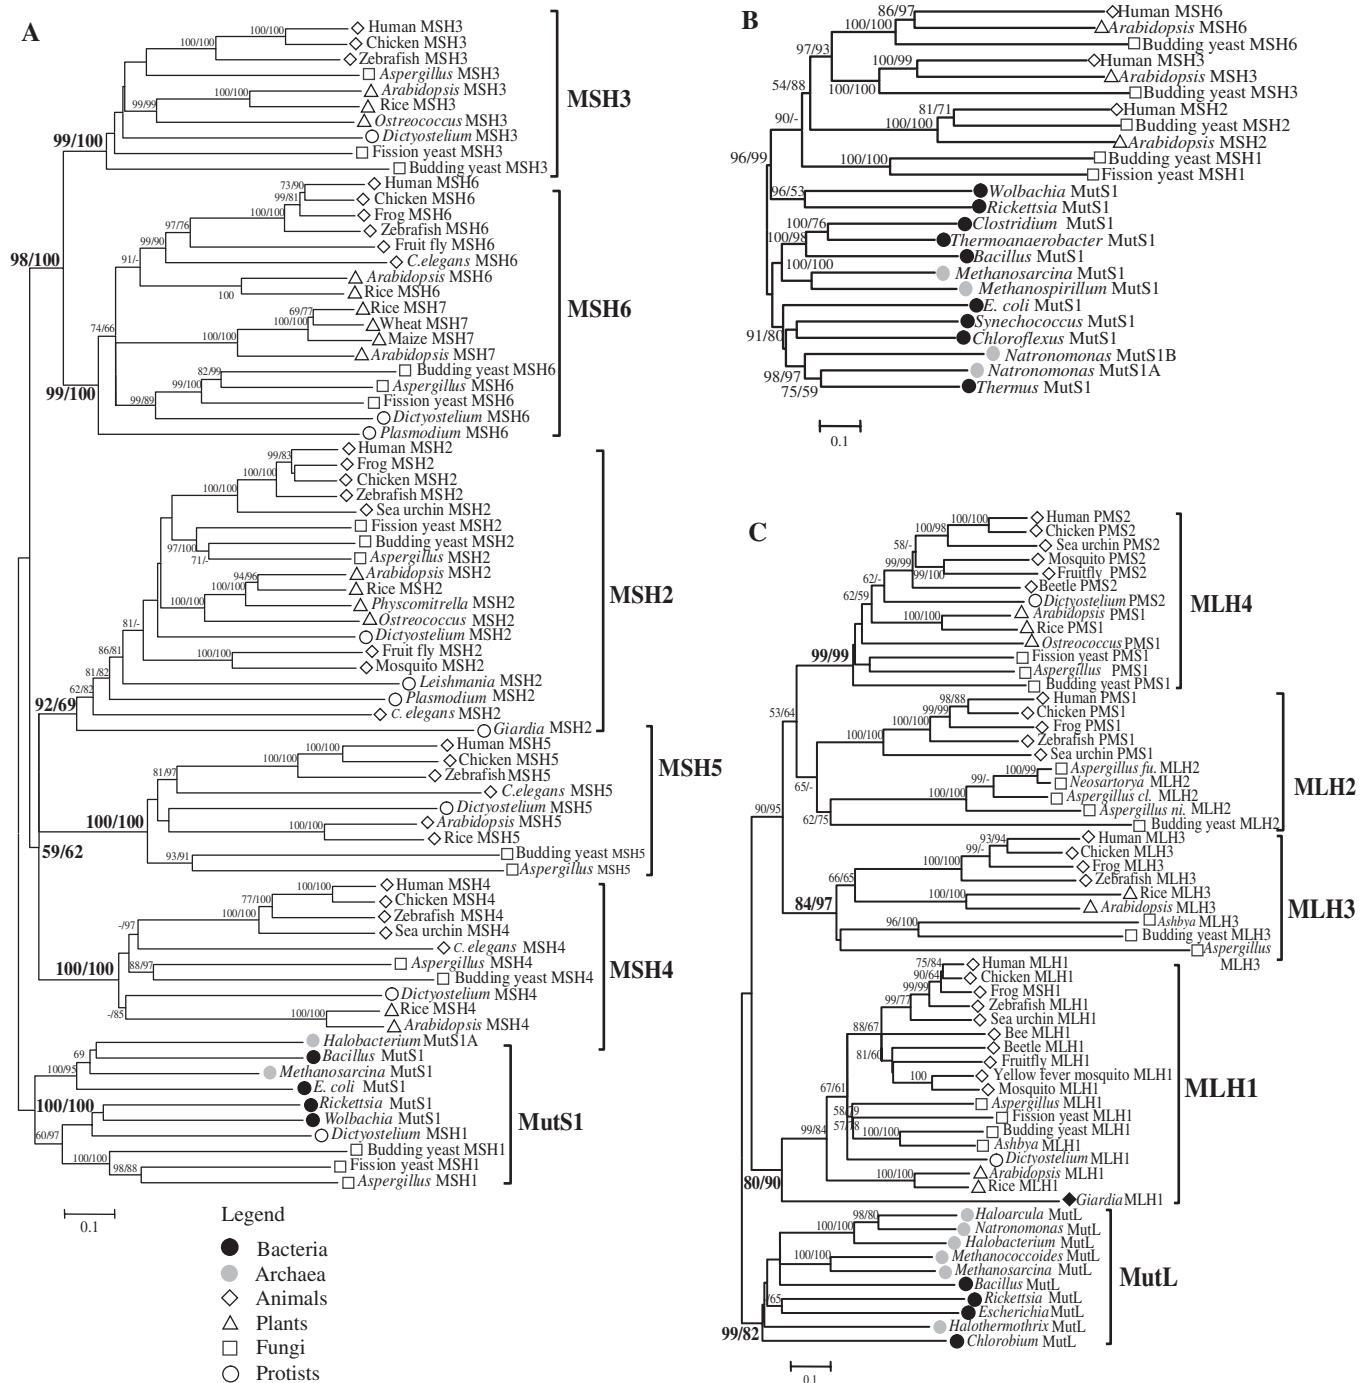 A
100/100
Human MSH3
Chicken MSH3
100/100
Zebrafish MSH3
Aspergillus MSH3
100/100
Arabidopsis MSH3
Rice MSH3
99/99
Ostreococcus MSH3
Dictyostelium MSH3
Fission yeast MSH3
Budding yeast MSH3
99/100
MSH3
73/90
Human MSH6
99/81
Chicken MSH6
100/100
Frog MSH6
97/76
Zebrafish MSH6
99/90
Fruit fly MSH6
91/-
C.elegans MSH6
98/100
Arabidopsis MSH6
100
Rice MSH6
69/77
Rice MSH7
100/100
Wheat MSH7
74/66
100/100
Maize MSH7
Arabidopsis MSH7
82/99
Budding yeast MSH6
99/100
Aspergillus MSH6
99/89
Fission yeast MSH6
Dictyostelium MSH6
Plasmodium MSH6
99/100
MSH6
99/83
Human MSH2
Frog MSH2
100/100
Chicken MSH2
100/100
Zebrafish MSH2
Sea urchin MSH2
Fission yeast MSH2
97/100
Budding yeast MSH2
71/-
Aspergillus MSH2
94/96
Arabidopsis MSH2
100/100
Rice MSH2
100/100
Physcomitrella MSH2
Ostreococcus MSH2
81/-
Dictyostelium MSH2
86/81
100/100
Fruit fly MSH2
Mosquito MSH2
81/82
Leishmania MSH2
62/82
Plasmodium MSH2
92/69
C. elegans MSH2
Giardia MSH2
MSH2
100/100
Human MSH5
100/100
Chicken MSH5
81/97
Zebrafish MSH5
C.elegans MSH5
Dictyostelium MSH5
100/100
100/100
Arabidopsis MSH5
Rice MSH5
93/91
Budding yeast MSH5
Aspergillus MSH5
59/62
MSH5
100/100
Human MSH4
77/100
Chicken MSH4
100/100
Zebrafish MSH4
-/97
Sea urchin MSH4
C. elegans MSH4
88/97
Aspergillus MSH4
100/100
Budding yeast MSH4
Dictyostelium MSH4
-/85
100/100
Rice MSH4
Arabidopsis MSH4
MSH4
Halobacterium MutS1A
69
Bacillus MutS1
100/95
Methanosarcina MutS1
E. coli MutS1
100/100
Rickettsia MutS1
Wolbachia MutS1
60/97
Dictyostelium MSH1
100/100
Budding yeast MSH1
98/88
Fission yeast MSH1
Aspergillus MSH1
MutS1
0.1
Legend
Bacteria
Archaea
Animals
Plants
Fungi
Protists
B
86/97
Human MSH6
100/100
Arabidopsis MSH6
97/93
Budding yeast MSH6
100/99
Human MSH3
54/88
100/100
Arabidopsis MSH3
Budding yeast MSH3
81/71
Human MSH2
90/-
100/100
Budding yeast MSH2
Arabidopsis MSH2
96/99
100/100
Budding yeast MSH1
Fission yeast MSH1
96/53
Wolbachia MutS1
Rickettsia MutS1
100/76
Clostridium MutS1
100/98
Thermoanaerobacter MutS1
Bacillus MutS1
100/100
Methanosarcina MutS1
Methanospirillum MutS1
E. coli MutS1
91/80
Synechococcus MutS1
Chloroflexus MutS1
98/97
Natronomonas MutS1B
75/59
Natronomonas MutS1A
Thermus MutS1
0.1
C
100/100
Human PMS2
100/98
Chicken PMS2
58/-
Sea urchin PMS2
99/99
Mosquito PMS2
99/100
Fruitfly PMS2
62/-
Beetle PMS2
62/59
Dictyostelium PMS2
100/100
Arabidopsis PMS1
Rice PMS1
Ostreococcus PMS1
99/99
Fission yeast PMS1
Aspergillus PMS1
Budding yeast PMS1
MLH4
98/88
Human PMS1
99/99
Chicken PMS1
53/64
100/100
Frog PMS1
100/100
Zebrafish PMS1
Sea urchin PMS1
100/99
Aspergillus fu. MLH2
99/-
Neosartorya MLH2
65/-
100/100
Aspergillus cl. MLH2
Aspergillus ni. MLH2
62/75
Budding yeast MLH2
MLH2
90/95
93/94
Human MLH3
99/-
Chicken MLH3
100/100
Frog MLH3
66/65
Zebrafish MLH3
100/100
Rice MLH3
84/97
Arabidopsis MLH3
96/100
Ashbya MLH3
Budding yeast MLH3
Aspergillus
MLH3
MLH3
75/84
Human MLH1
90/64
Chicken MLH1
99/99
Frog MSH1
99/77
Zebrafish MLH1
Sea urchin MLH1
88/67
Bee MLH1
81/60
Beetle MLH1
Fruitfly MLH1
100
Yellow fever mosquito MLH1
67/61
Mosquito MLH1
58/79
Aspergillus MLH1
57/78
Fission yeast MLH1
99/84
100/100
Budding yeast MLH1
Ashbya MLH1
Dictyostelium MLH1
100/100
Arabidopsis MLH1
80/90
Rice MLH1
Giardia MLH1
MLH1
98/80
Haloarcula MutL
100/100
Natronomonas MutL
Halobacterium MutL
100/100
Methanococcoides MutL
Methanosarcina MutL
Bacillus MutL
/65
Rickettsia MutL
Escherichia MutL
99/82
Halothermothrix MutL
Chlorobium MutL
MutL
0.1